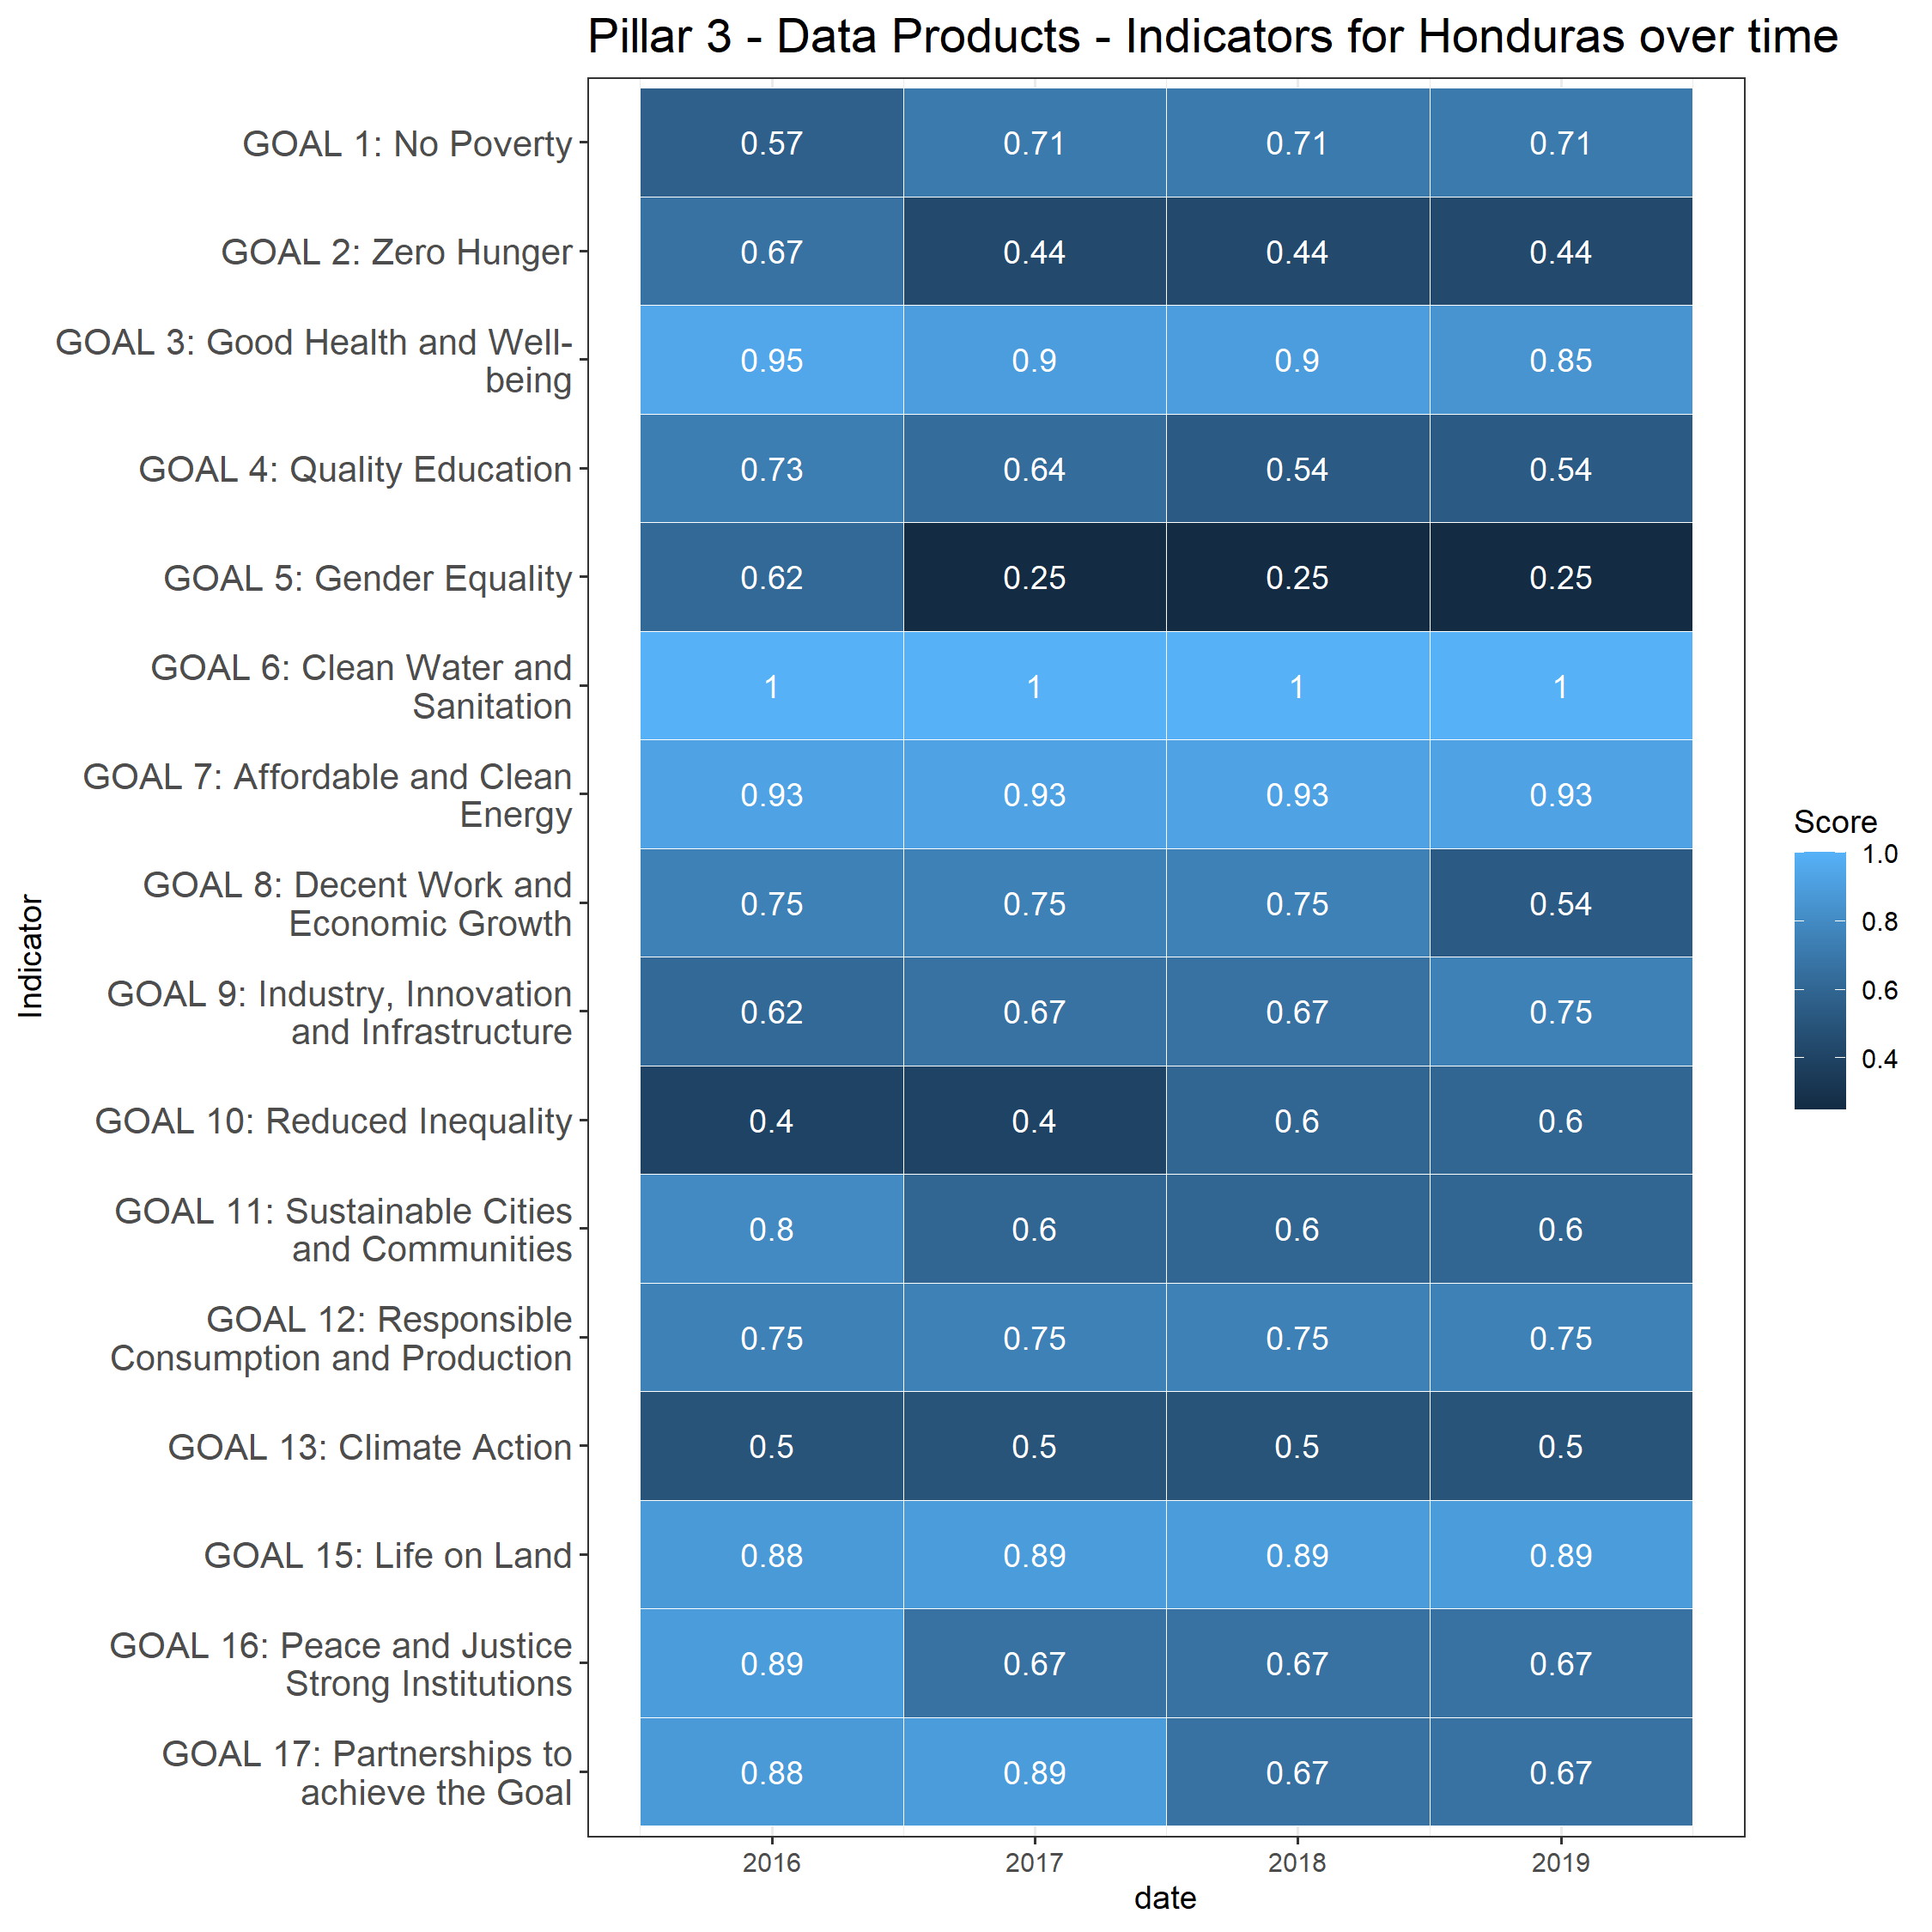 Pillar 3 - Data Products - Indicators for Honduras over time
GOAL 1: No Poverty
0.57 0.71 0.71 0.71
GOAL 2: Zero Hunger
0.67 0.44 0.44 0.44
GOAL 3: Good Health and Well-
being
0.95 0.9 0.9 0.85
GOAL 4: Quality Education
0.73 0.64 0.54 0.54
GOAL 5: Gender Equality
0.62 0.25 0.25 0.25
GOAL 6: Clean Water and
Sanitation
1 1 1 1
GOAL 7: Affordable and Clean
Energy
0.93 0.93 0.93 0.93
GOAL 8: Decent Work and
Economic Growth
0.75 0.75 0.75 0.54
GOAL 9: Industry, Innovation
and Infrastructure
0.62 0.67 0.67 0.75
GOAL 10: Reduced Inequality
0.4 0.4 0.6 0.6
GOAL 11: Sustainable Cities
and Communities
0.8 0.6 0.6 0.6
GOAL 12: Responsible
Consumption and Production
0.75 0.75 0.75 0.75
GOAL 13: Climate Action
0.5 0.5 0.5 0.5
GOAL 15: Life on Land
0.88 0.89 0.89 0.89
GOAL 16: Peace and Justice
Strong Institutions
0.89 0.67 0.67 0.67
GOAL 17: Partnerships to
achieve the Goal
0.88 0.89 0.67 0.67
2016 2017 2018 2019
date
Indicator
Score
1.0
0.8
0.6
0.4